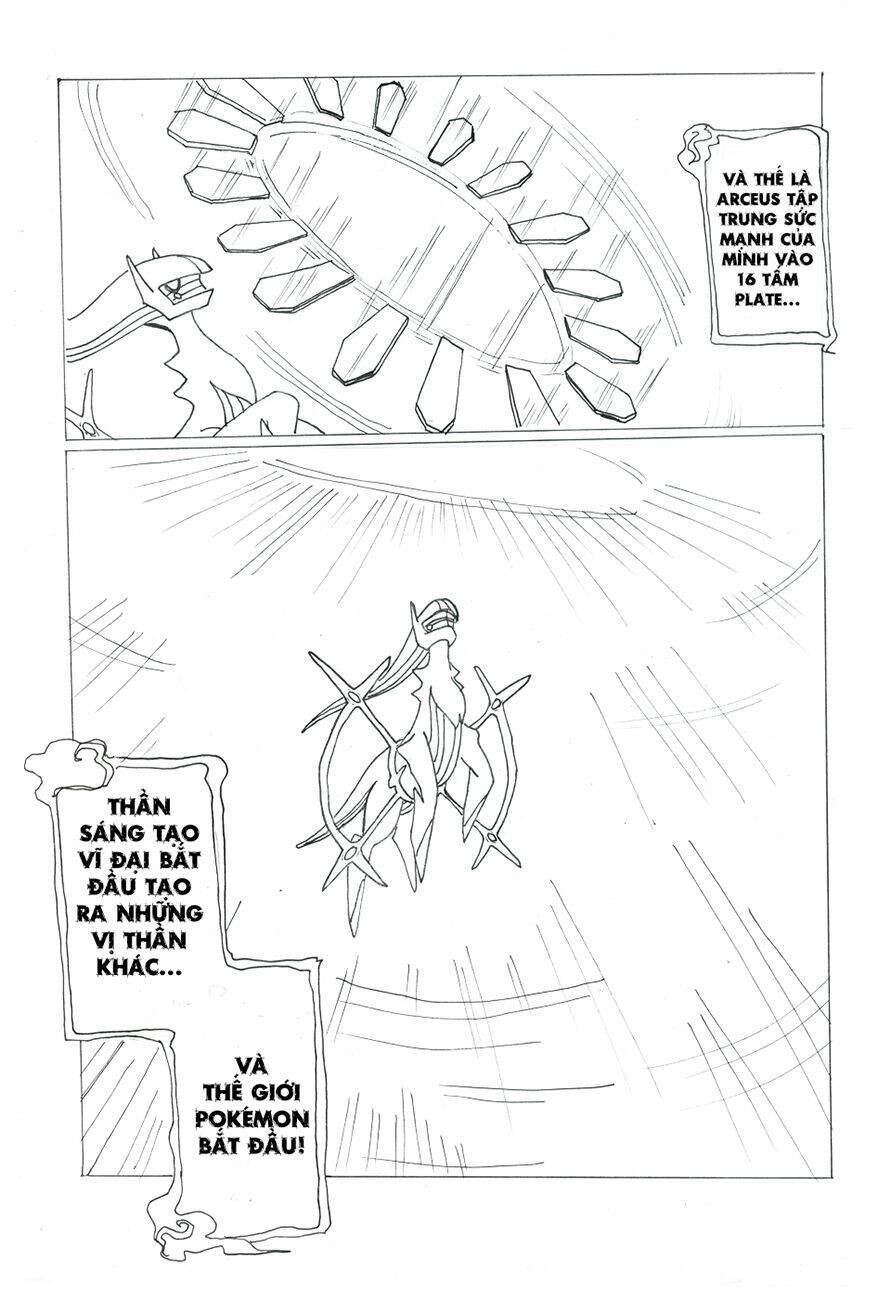 VÀ THẾ LÀ
ARCEUS TẬP
TRUNG SỨC
MẠNH CỦA
MÌNH VÀO
16 TẤM
PLATE...
THẦN
SÁNG TẠO
VĨ ĐẠI BẮT
ĐẦU TẠO
RA NHỮNG
VỊ THẦN
KHÁC...
VÀ
THẾ GIỚI
POKÉMON
BẮT ĐẦU!